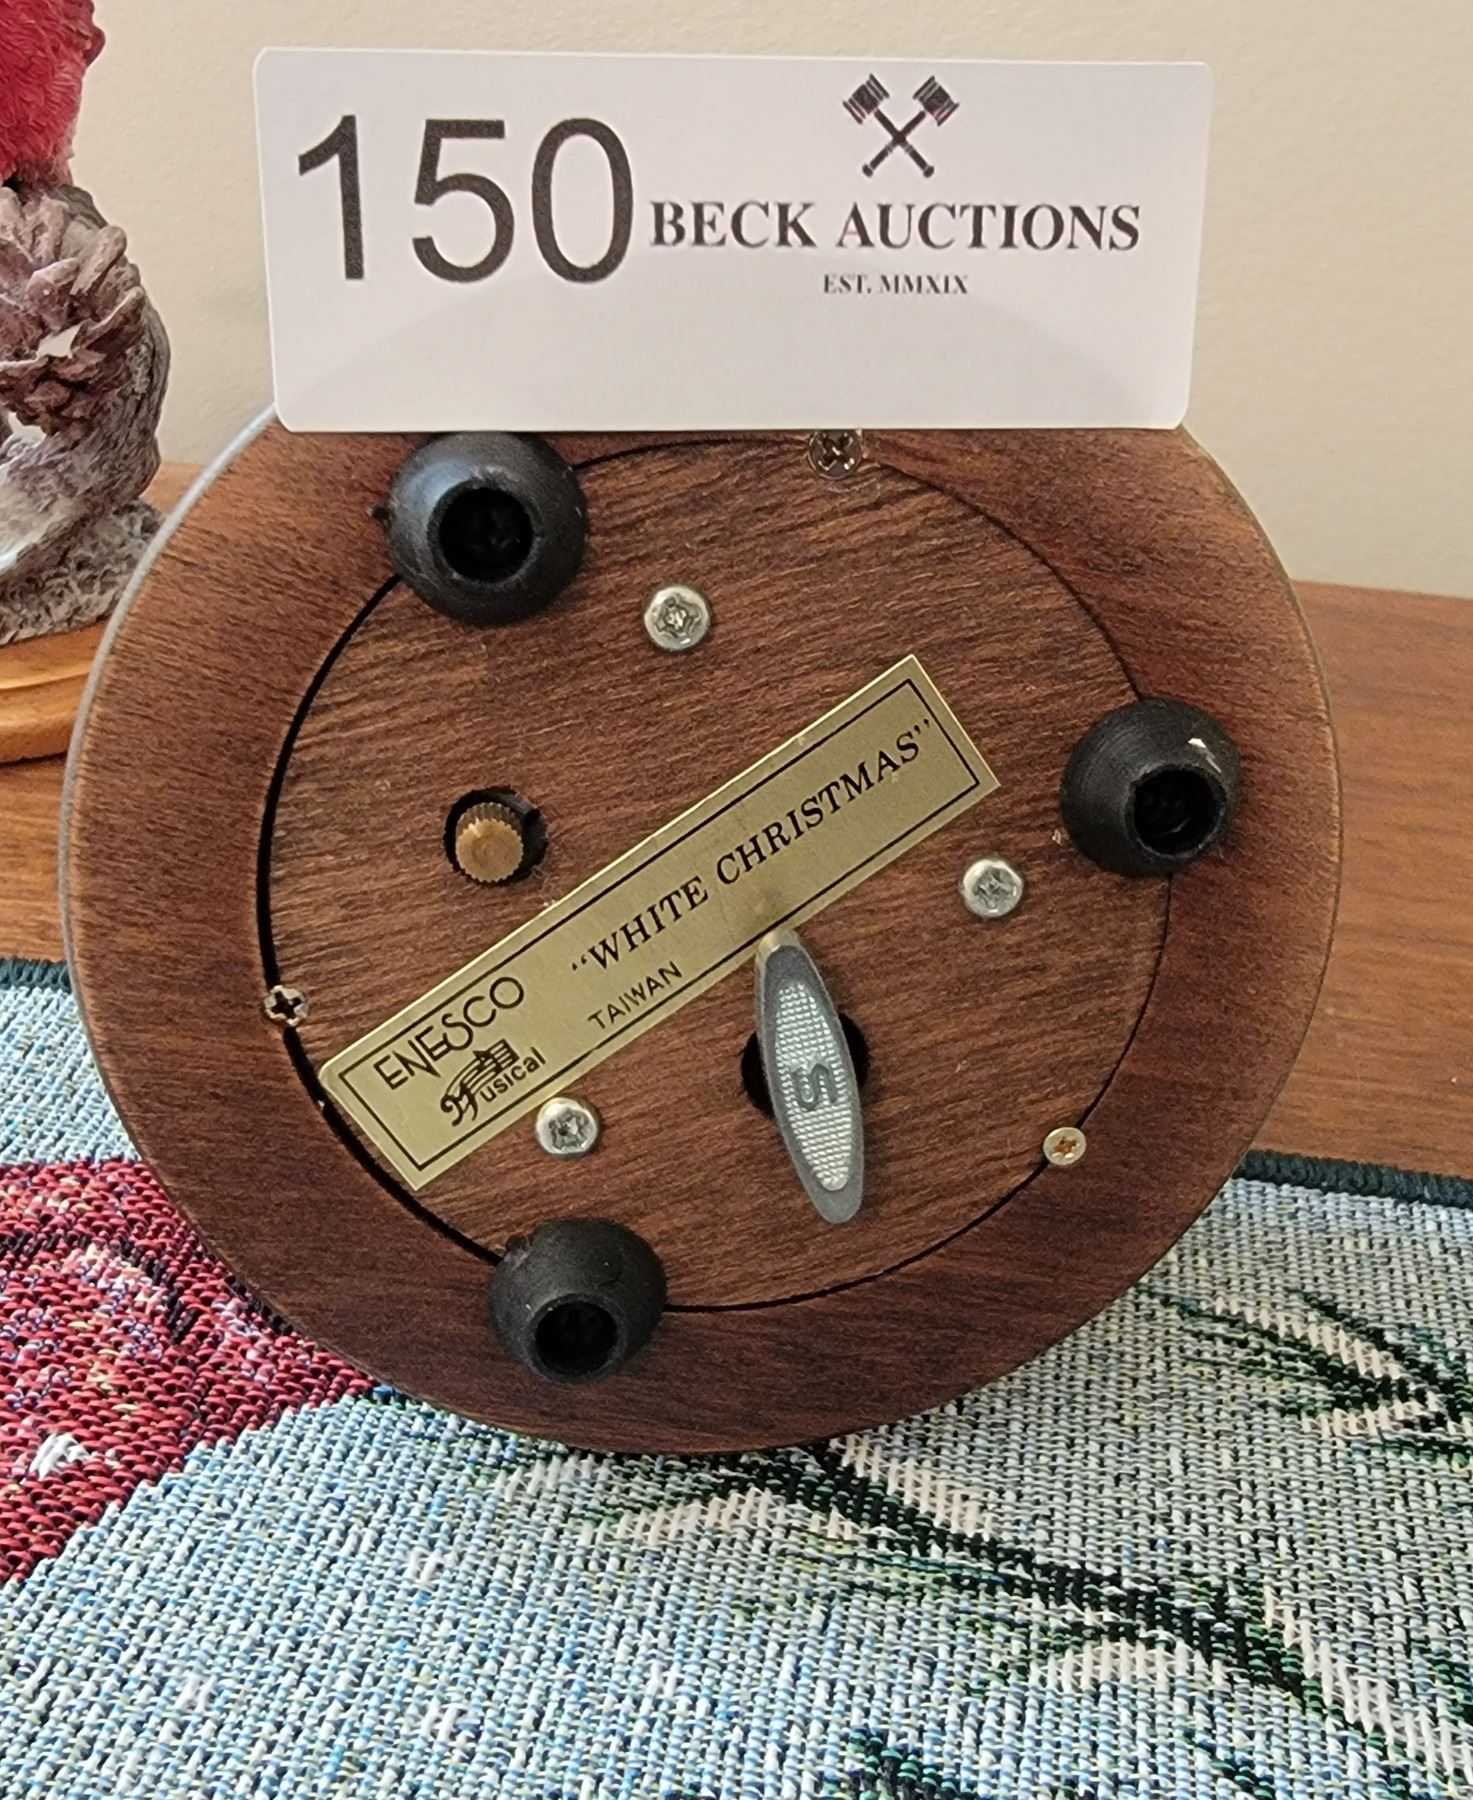 150
BECK AUCTIONS
EST. MMXIX
ENESCO "WHITE CHRISTMAS"
Musical TAIWAN
S